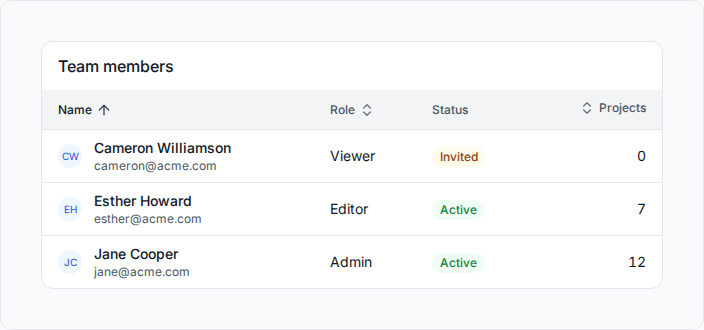 Team members
Name Role Status Projects
CW Cameron Williamson Viewer Invited 0
cameron@acme.com
EH Esther Howard Editor Active 7
esther@acme.com
JC Jane Cooper Admin Active 12
jane@acme.com